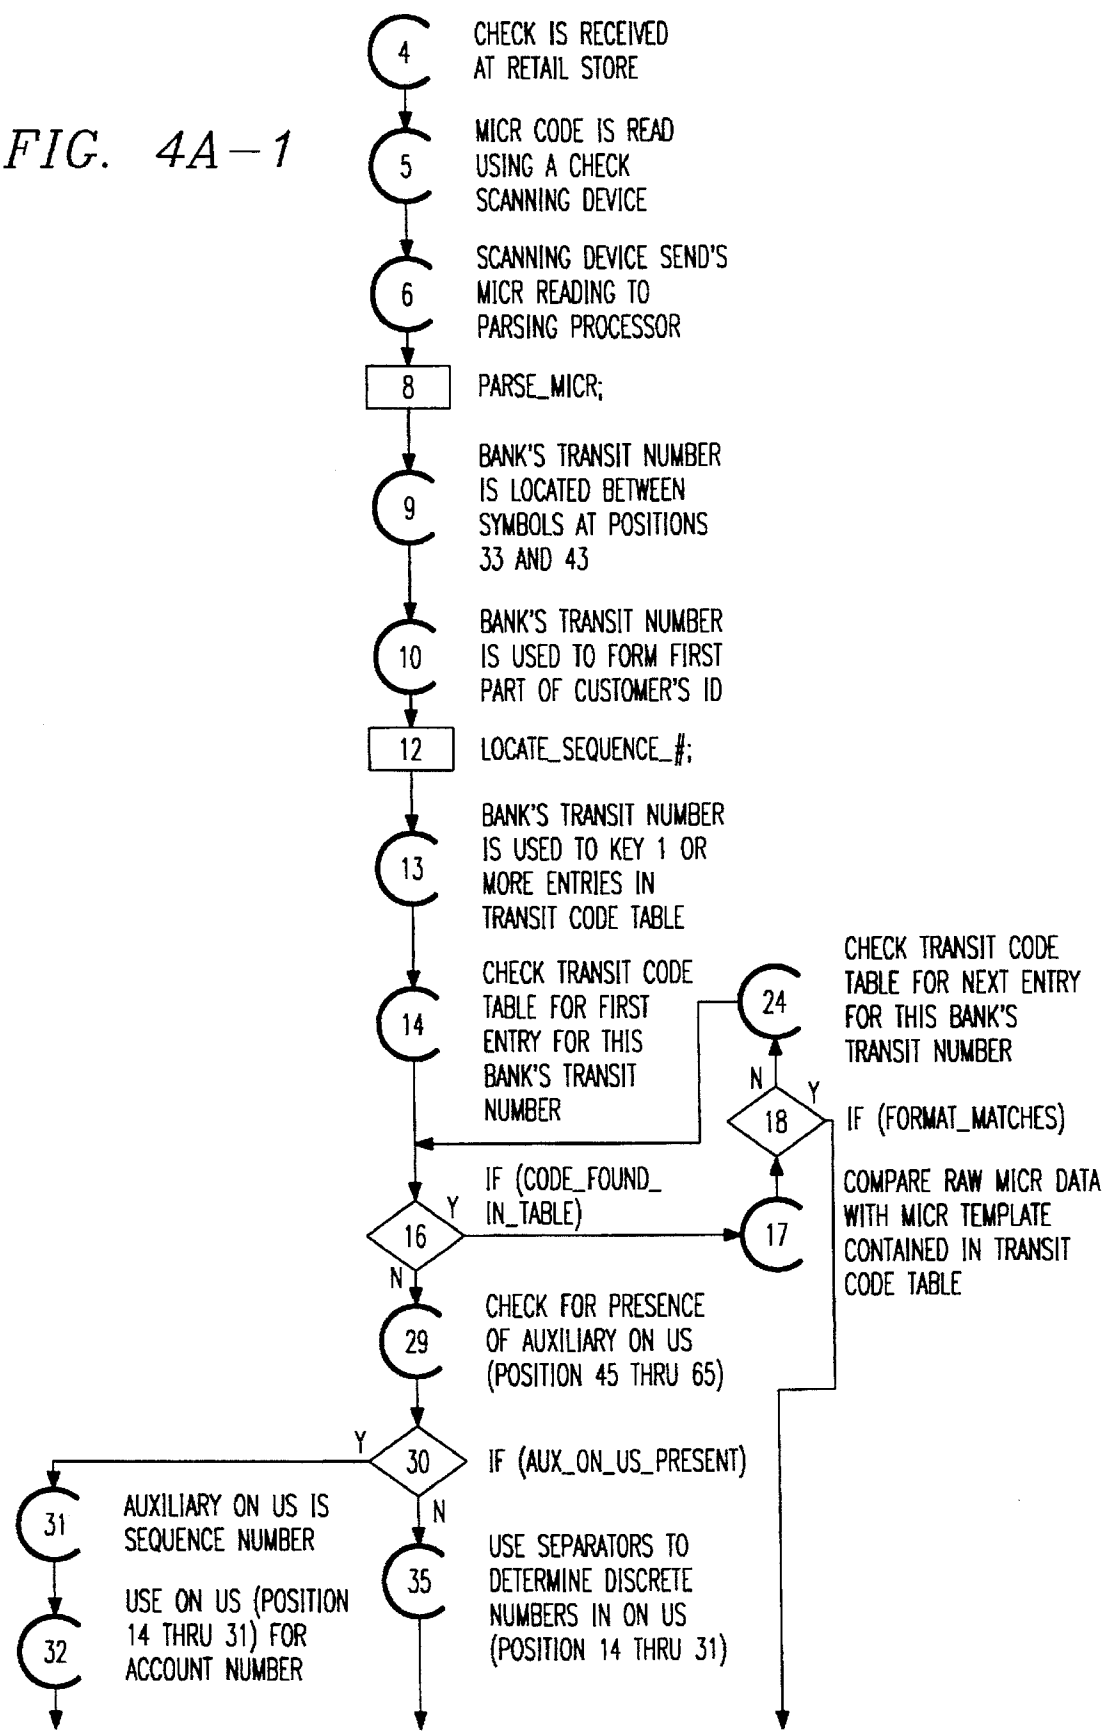 FIG. 4A-1
4
CHECK IS RECEIVED
AT RETAIL STORE
5
MICR CODE IS READ
USING A CHECK
SCANNING DEVICE
6
SCANNING DEVICE SEND'S
MICR READING TO
PARSING PROCESSOR
8
PARSE_MICR;
9
BANK'S TRANSIT NUMBER
IS LOCATED BETWEEN
SYMBOLS AT POSITIONS
33 AND 43
10
BANK'S TRANSIT NUMBER
IS USED TO FORM FIRST
PART OF CUSTOMER'S ID
12
LOCATE_SEQUENCE_#;
13
BANK'S TRANSIT NUMBER
IS USED TO KEY 1 OR
MORE ENTRIES IN
TRANSIT CODE TABLE
14
CHECK TRANSIT CODE
TABLE FOR FIRST
ENTRY FOR THIS
BANK'S TRANSIT
NUMBER
24
CHECK TRANSIT CODE
TABLE FOR NEXT ENTRY
FOR THIS BANK'S
TRANSIT NUMBER
N
Y
18
IF (FORMAT_MATCHES)
16
Y
IF (CODE_FOUND_
IN_TABLE)
N
17
COMPARE RAW MICR DATA
WITH MICR TEMPLATE
CONTAINED IN TRANSIT
CODE TABLE
29
CHECK FOR PRESENCE
OF AUXILIARY ON US
(POSITION 45 THRU 65)
Y
30
IF (AUX_ON_US_PRESENT)
N
31
AUXILIARY ON US IS
SEQUENCE NUMBER
32
USE ON US (POSITION
14 THRU 31) FOR
ACCOUNT NUMBER
35
USE SEPARATORS TO
DETERMINE DISCRETE
NUMBERS IN ON US
(POSITION 14 THRU 31)